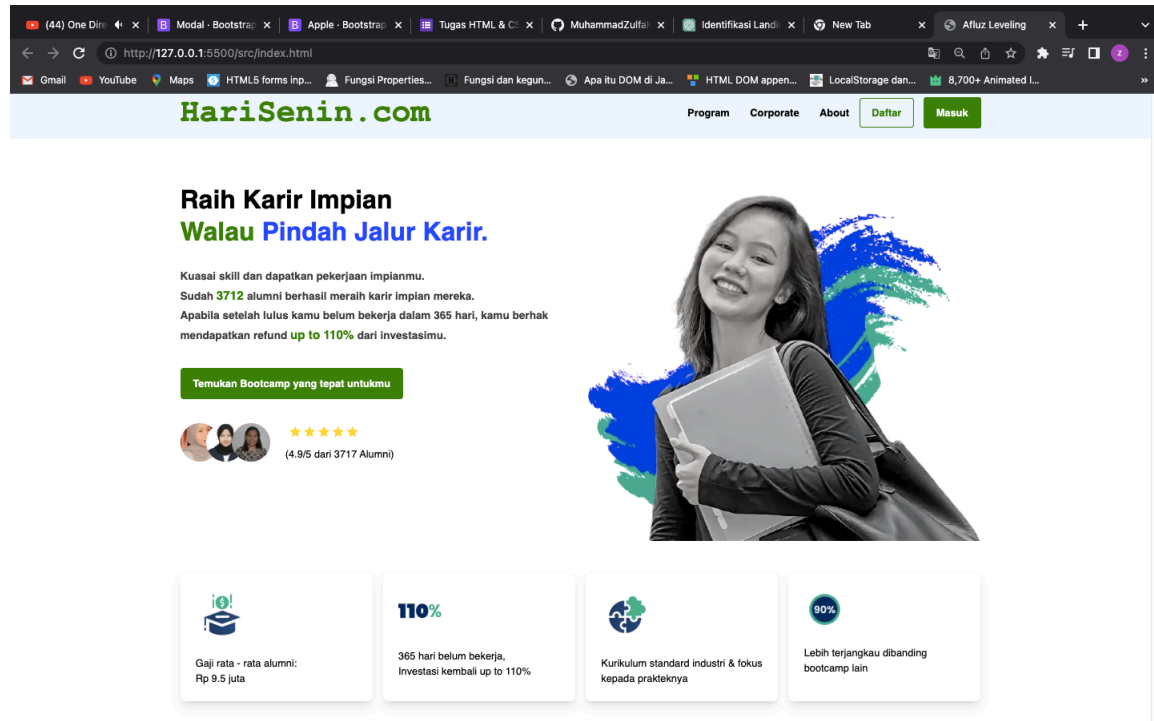 (44) One Dire
Modal · Bootstrap
Apple · Bootstrap
Tugas HTML & CS
MuhammadZulfak
Identifikasi Landi
New Tab
Afluz Leveling
http://127.0.0.1:5500/src/index.html
Gmail
YouTube
Maps
HTML5 forms inp...
Fungsi Properties...
Fungsi dan kegun...
Apa itu DOM di Ja...
HTML DOM appen...
LocalStorage dan...
8,700+ Animated I...
»
HariSenin.com
Program
Corporate
About
Daftar
Masuk
Raih Karir Impian
Walau Pindah Jalur Karir.
Kuasai skill dan dapatkan pekerjaan impianmu.
Sudah 3712 alumni berhasil meraih karir impian mereka.
Apabila setelah lulus kamu belum bekerja dalam 365 hari, kamu berhak
mendapatkan refund up to 110% dari investasimu.
Temukan Bootcamp yang tepat untukmu
(4.9/5 dari 3717 Alumni)
Gaji rata - rata alumni:
Rp 9.5 juta
110%
365 hari belum bekerja,
Investasi kembali up to 110%
Kurikulum standard industri & fokus
kepada prakteknya
90%
Lebih terjangkau dibanding
bootcamp lain